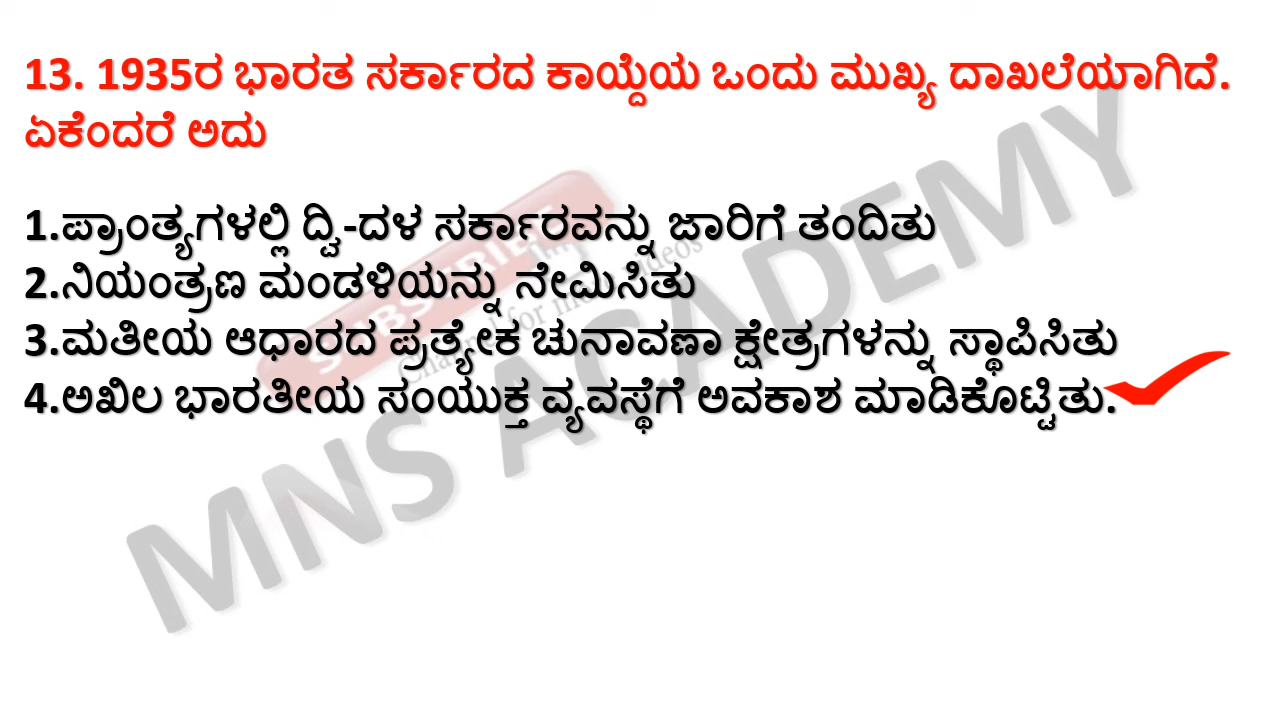 13. 1935ರ ಭಾರತ ಸರ್ಕಾರದ ಕಾಯ್ದೆಯ ಒಂದು ಮುಖ್ಯ ದಾಖಲೆಯಾಗಿದೆ.
ಏಕೆಂದರೆ ಅದು
1.ಪ್ರಾಂತ್ಯಗಳಲ್ಲಿ ದ್ವಿ-ದಳ ಸರ್ಕಾರವನ್ನು ಜಾರಿಗೆ ತಂದಿತು
2.ನಿಯಂತ್ರಣ ಮಂಡಳಿಯನ್ನು ನೇಮಿಸಿತು
3.ಮತೀಯ ಆಧಾರದ ಪ್ರತ್ಯೇಕ ಚುನಾವಣಾ ಕ್ಷೇತ್ರಗಳನ್ನು ಸ್ಥಾಪಿಸಿತು
4.ಅಖಿಲ ಭಾರತೀಯ ಸಂಯುಕ್ತ ವ್ಯವಸ್ಥೆಗೆ ಅವಕಾಶ ಮಾಡಿಕೊಟ್ಟಿತು.
MNS ACADEMY